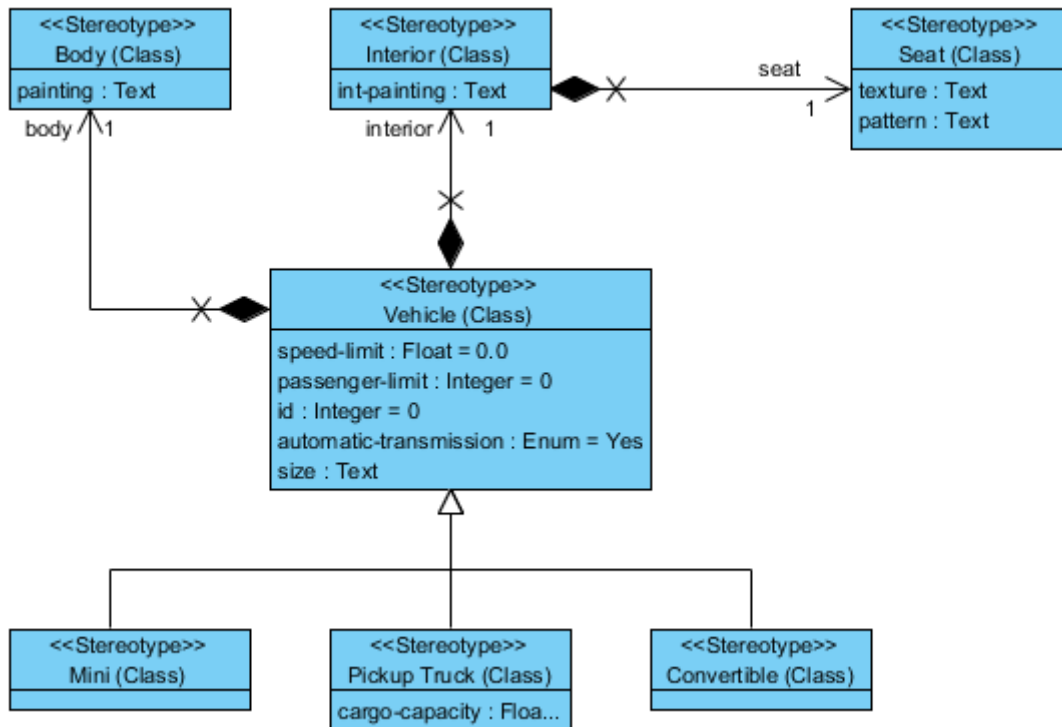 <<Stereotype>>
Body (Class)
painting : Text
<<Stereotype>>
Interior (Class)
int-painting : Text
<<Stereotype>>
Seat (Class)
texture : Text
pattern : Text
seat
1
body
1
interior
1
<<Stereotype>>
Vehicle (Class)
speed-limit : Float = 0.0
passenger-limit : Integer = 0
id : Integer = 0
automatic-transmission : Enum = Yes
size : Text
<<Stereotype>>
Mini (Class)
<<Stereotype>>
Pickup Truck (Class)
cargo-capacity : Floa...
<<Stereotype>>
Convertible (Class)